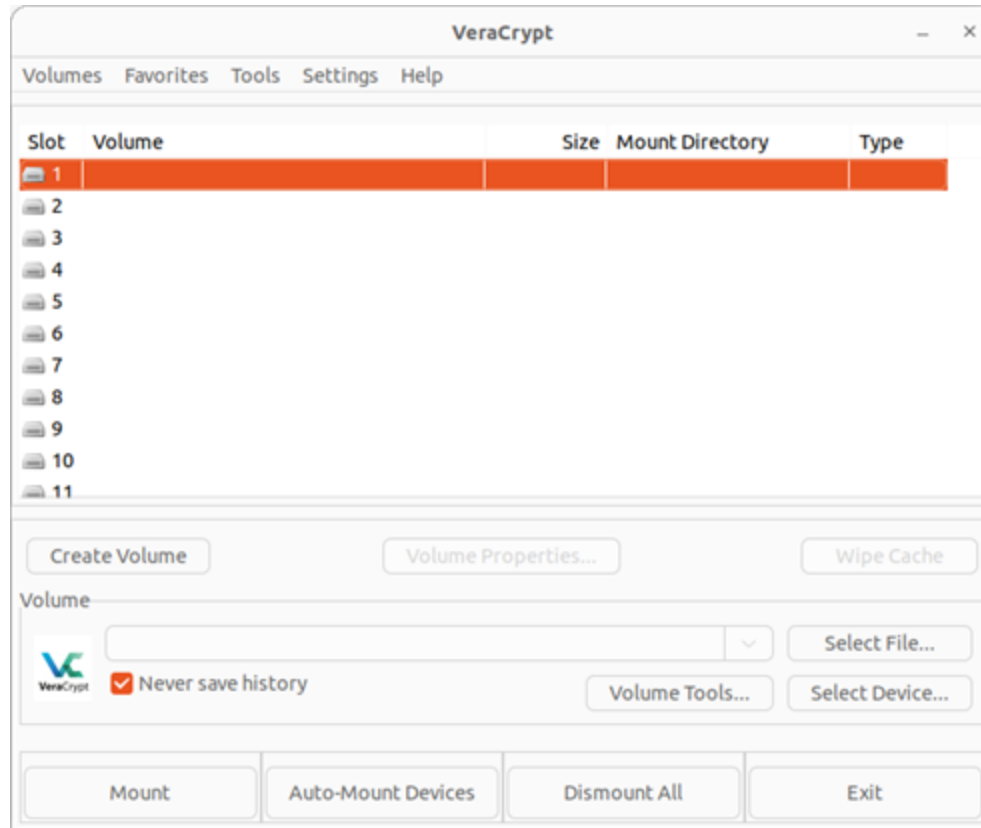 VeraCrypt
Volumes Favorites Tools Settings Help
Slot Volume Size Mount Directory Type
1
2
3
4
5
6
7
8
9
10
11
Create Volume Volume Properties... Wipe Cache
Volume
Select File...
VeraCrypt
Never save history
Volume Tools... Select Device...
Mount Auto-Mount Devices Dismount All Exit